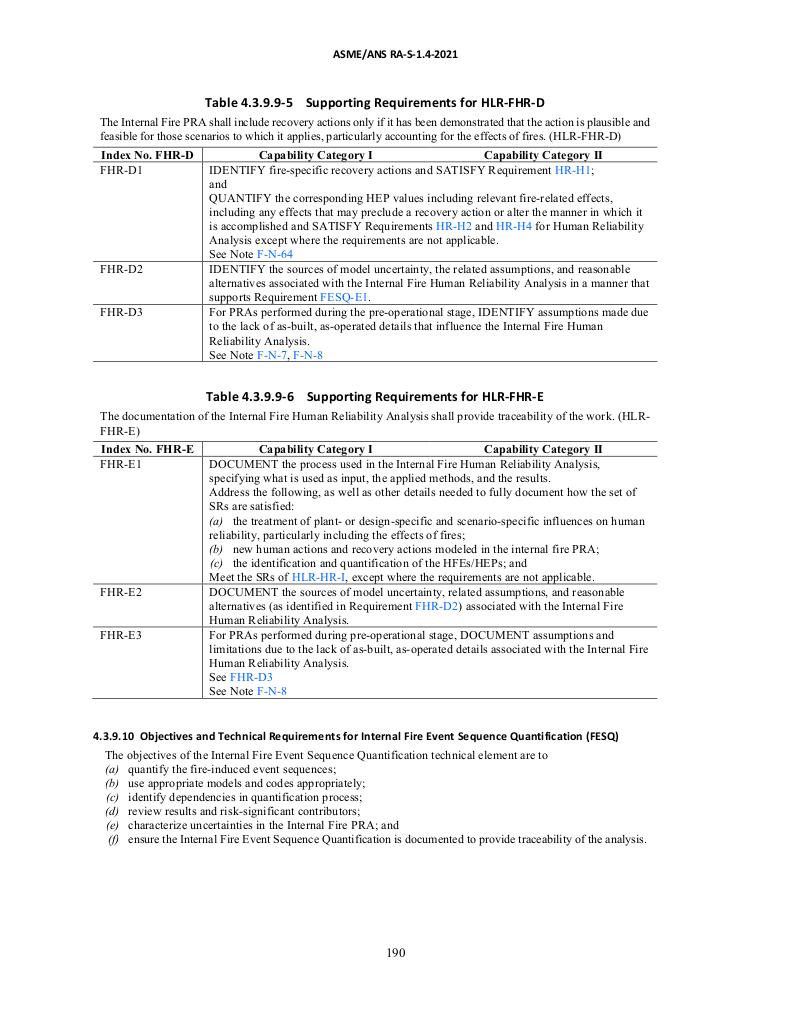 ASME/ANS RA-S-1.4-2021
Table 4.3.9.9-5 Supporting Requirements for HLR-FHR-D
The Internal Fire PRA shall include recovery actions only if it has been demonstrated that the action is plausible and
feasible for those scenarios to which it applies, particularly accounting for the effects of fires. (HLR-FHR-D)
Index No. FHR-D Capability Category I Capability Category II
FHR-D1 IDENTIFY fire-specific recovery actions and SATISFY Requirement HR-H1;
and
QUANTIFY the corresponding HEP values including relevant fire-related effects,
including any effects that may preclude a recovery action or alter the manner in which it
is accomplished and SATISFY Requirements HR-H2 and HR-H4 for Human Reliability
Analysis except where the requirements are not applicable.
See Note F-N-64
FHR-D2 IDENTIFY the sources of model uncertainty, the related assumptions, and reasonable
alternatives associated with the Internal Fire Human Reliability Analysis in a manner that
supports Requirement FESQ-E1.
FHR-D3 For PRAs performed during the pre-operational stage, IDENTIFY assumptions made due
to the lack of as-built, as-operated details that influence the Internal Fire Human
Reliability Analysis.
See Note F-N-7, F-N-8
Table 4.3.9.9-6 Supporting Requirements for HLR-FHR-E
The documentation of the Internal Fire Human Reliability Analysis shall provide traceability of the work. (HLR-
FHR-E)
Index No. FHR-E Capability Category I Capability Category II
FHR-E1 DOCUMENT the process used in the Internal Fire Human Reliability Analysis,
specifying what is used as input, the applied methods, and the results.
Address the following, as well as other details needed to fully document how the set of
SRs are satisfied:
(a) the treatment of plant- or design-specific and scenario-specific influences on human
reliability, particularly including the effects of fires;
(b) new human actions and recovery actions modeled in the internal fire PRA;
(c) the identification and quantification of the HFEs/HEPs; and
Meet the SRs of HLR-HR-I, except where the requirements are not applicable.
FHR-E2 DOCUMENT the sources of model uncertainty, related assumptions, and reasonable
alternatives (as identified in Requirement FHR-D2) associated with the Internal Fire
Human Reliability Analysis.
FHR-E3 For PRAs performed during pre-operational stage, DOCUMENT assumptions and
limitations due to the lack of as-built, as-operated details associated with the Internal Fire
Human Reliability Analysis.
See FHR-D3
See Note F-N-8
4.3.9.10 Objectives and Technical Requirements for Internal Fire Event Sequence Quantification (FESQ)
The objectives of the Internal Fire Event Sequence Quantification technical element are to
(a) quantify the fire-induced event sequences;
(b) use appropriate models and codes appropriately;
(c) identify dependencies in quantification process;
(d) review results and risk-significant contributors;
(e) characterize uncertainties in the Internal Fire PRA; and
(f) ensure the Internal Fire Event Sequence Quantification is documented to provide traceability of the analysis.
190